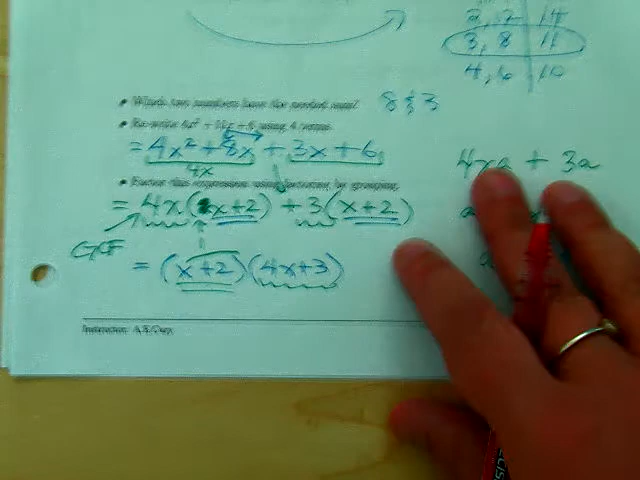 2, 12 14
3, 8 11
4, 6 10
• Which two numbers have the needed sum? 8 & 3
• Re-write 4x² + 11x + 6 using 4 terms.
= 4x² + 8x + 3x + 6
4x
• Factor this expression using factoring by grouping.
= 4x(x+2) + 3(x+2)
GCF
= (x+2)(4x+3)
4xa + 3a
Instructor: